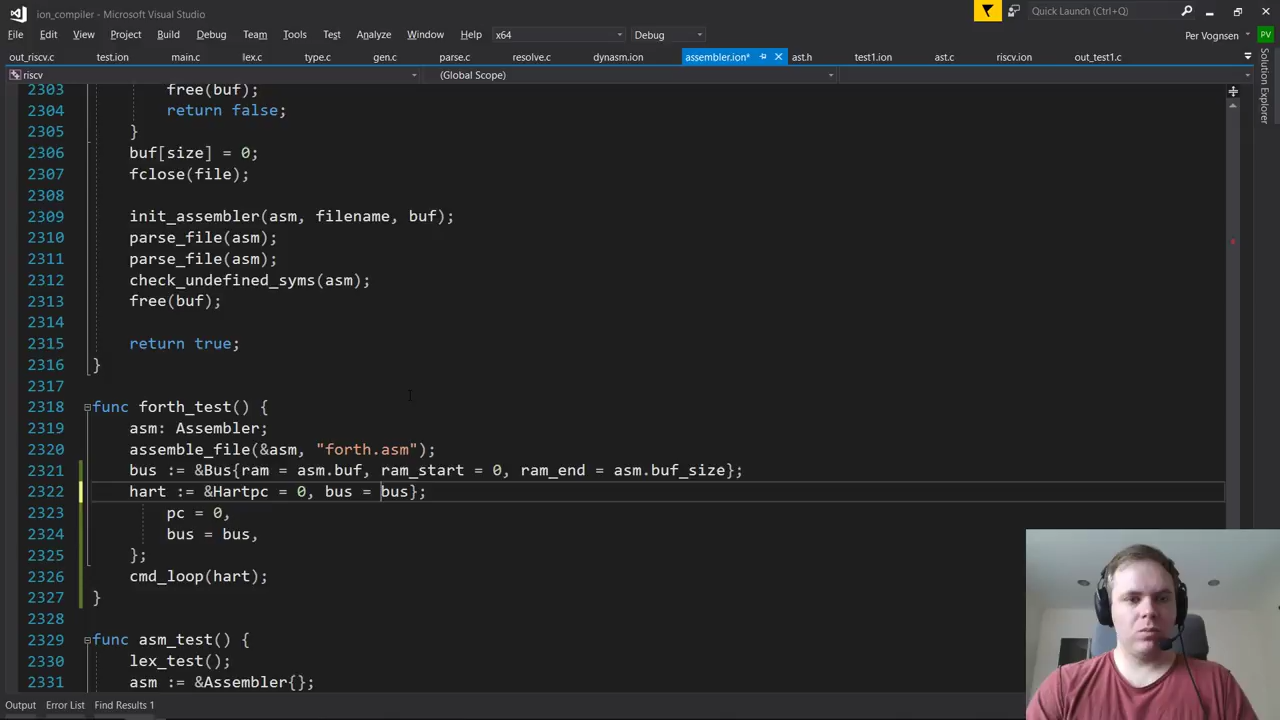 ion_compiler - Microsoft Visual Studio
Quick Launch (Ctrl+Q)
File Edit View Project Build Debug Team Tools Test Analyze Window Help x64 Debug
Per Vognsen PV
out_riscv.c test.ion main.c lex.c type.c gen.c parse.c resolve.c dynasm.ion assembler.ion* ast.h test1.ion ast.c riscv.ion out_test1.c
riscv (Global Scope)
Solution Explorer
2303 free(buf);
2304 return false;
2305 }
2306 buf[size] = 0;
2307 fclose(file);
2308
2309 init_assembler(asm, filename, buf);
2310 parse_file(asm);
2311 parse_file(asm);
2312 check_undefined_syms(asm);
2313 free(buf);
2314
2315 return true;
2316 }
2317
2318 func forth_test() {
2319 asm: Assembler;
2320 assemble_file(&asm, "forth.asm");
2321 bus := &Bus{ram = asm.buf, ram_start = 0, ram_end = asm.buf_size};
2322 hart := &Hartpc = 0, bus = bus};
2323 pc = 0,
2324 bus = bus,
2325 };
2326 cmd_loop(hart);
2327 }
2328
2329 func asm_test() {
2330 lex_test();
2331 asm := &Assembler{};
Output Error List Find Results 1